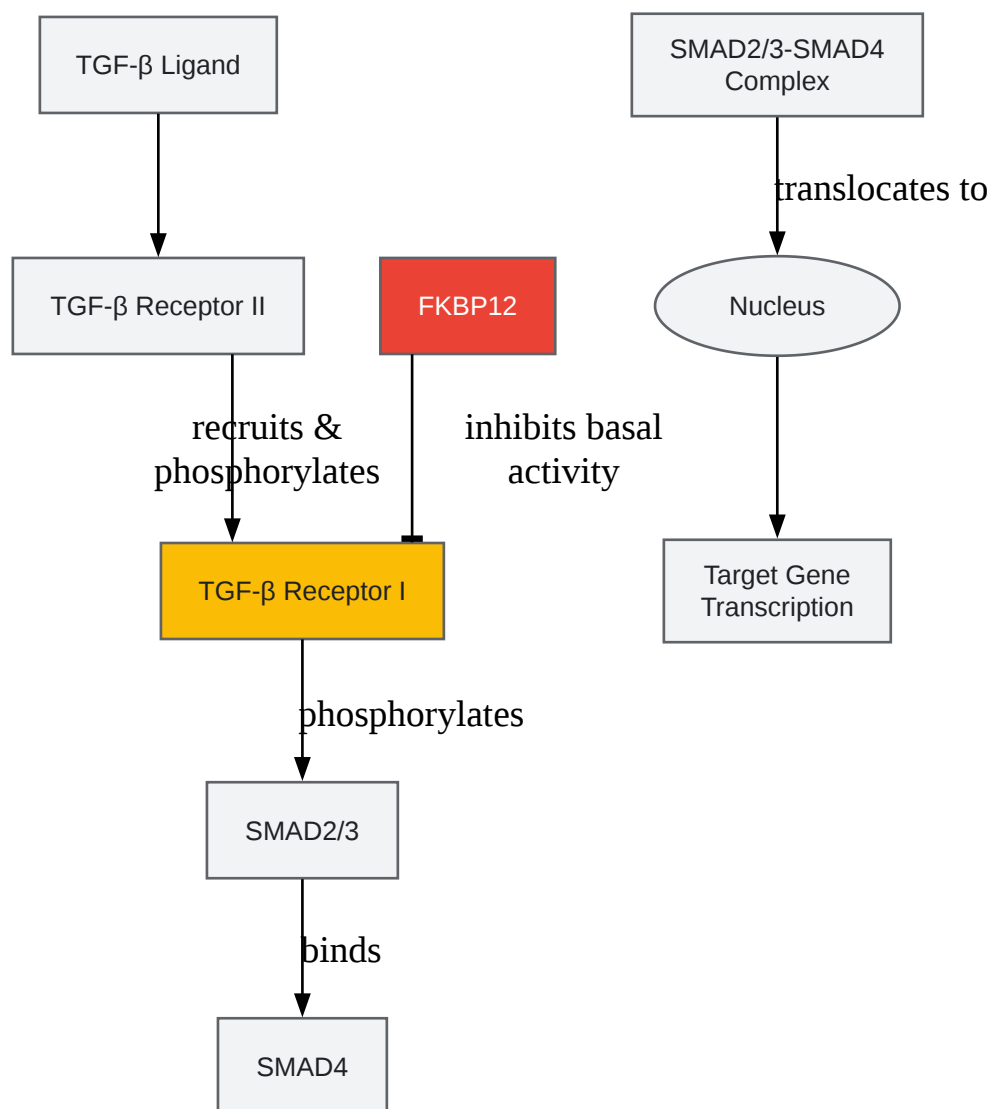 TGF-β Ligand
SMAD2/3-SMAD4
Complex
translocates to
TGF-β Receptor II
FKBP12
Nucleus
recruits &
phosphorylates
inhibits basal
activity
TGF-β Receptor I
Target Gene
Transcription
phosphorylates
SMAD2/3
binds
SMAD4